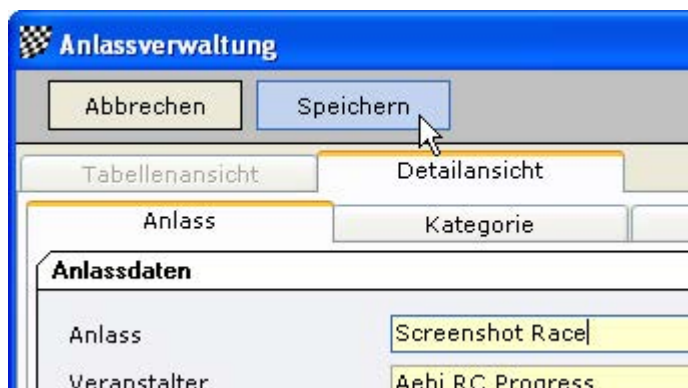 Anlassverwaltung
Abbrechen Speichern
Tabellenansicht Detailansicht
Anlass Kategorie
Anlassdaten
Anlass Screenshot Race
Veranstalter Aebi RC Progress